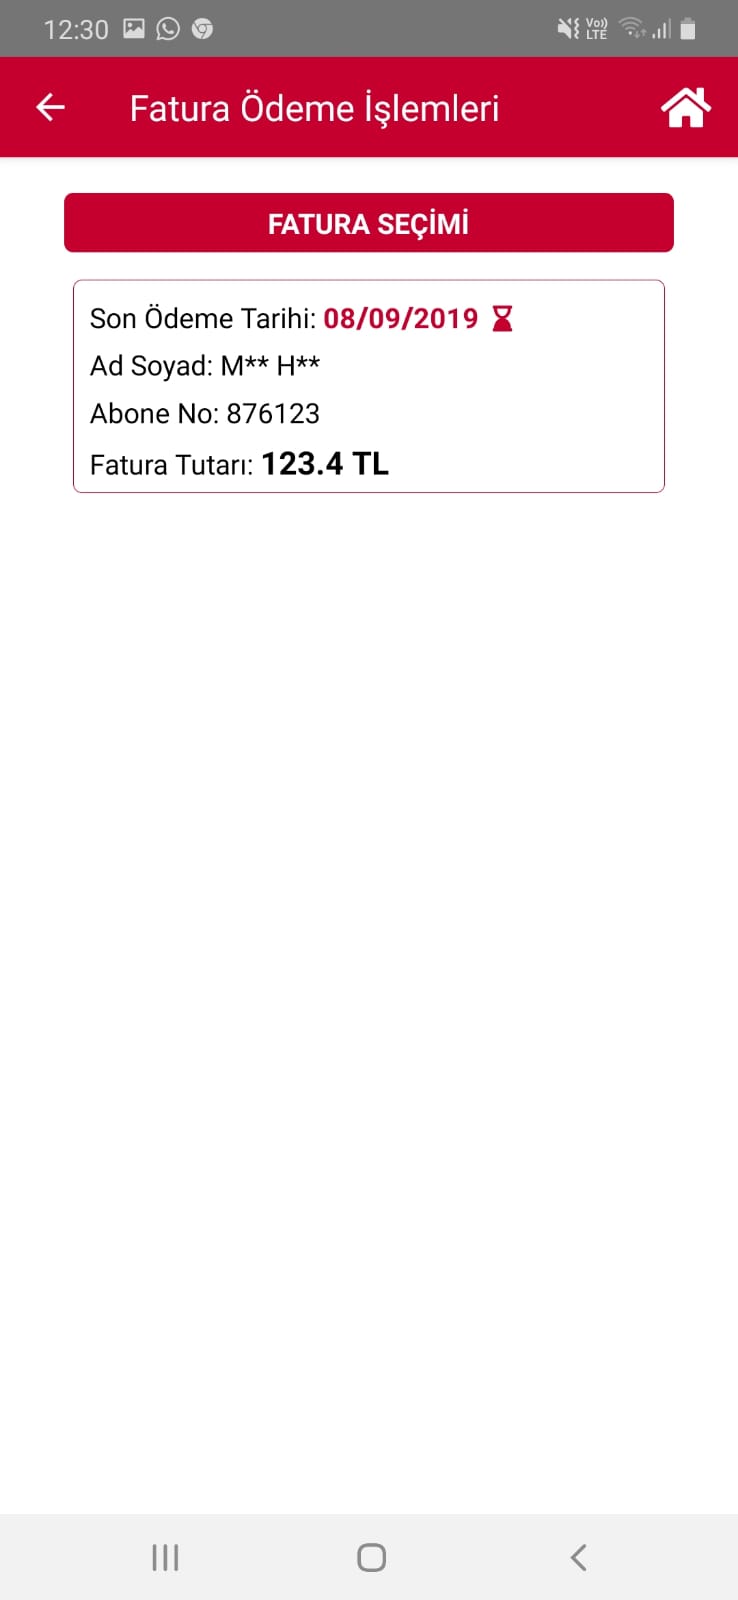 12:30
Vo)) LTE
Fatura Ödeme İşlemleri
FATURA SEÇİMİ
Son Ödeme Tarihi: 08/09/2019
Ad Soyad: M** H**
Abone No: 876123
Fatura Tutarı: 123.4 TL